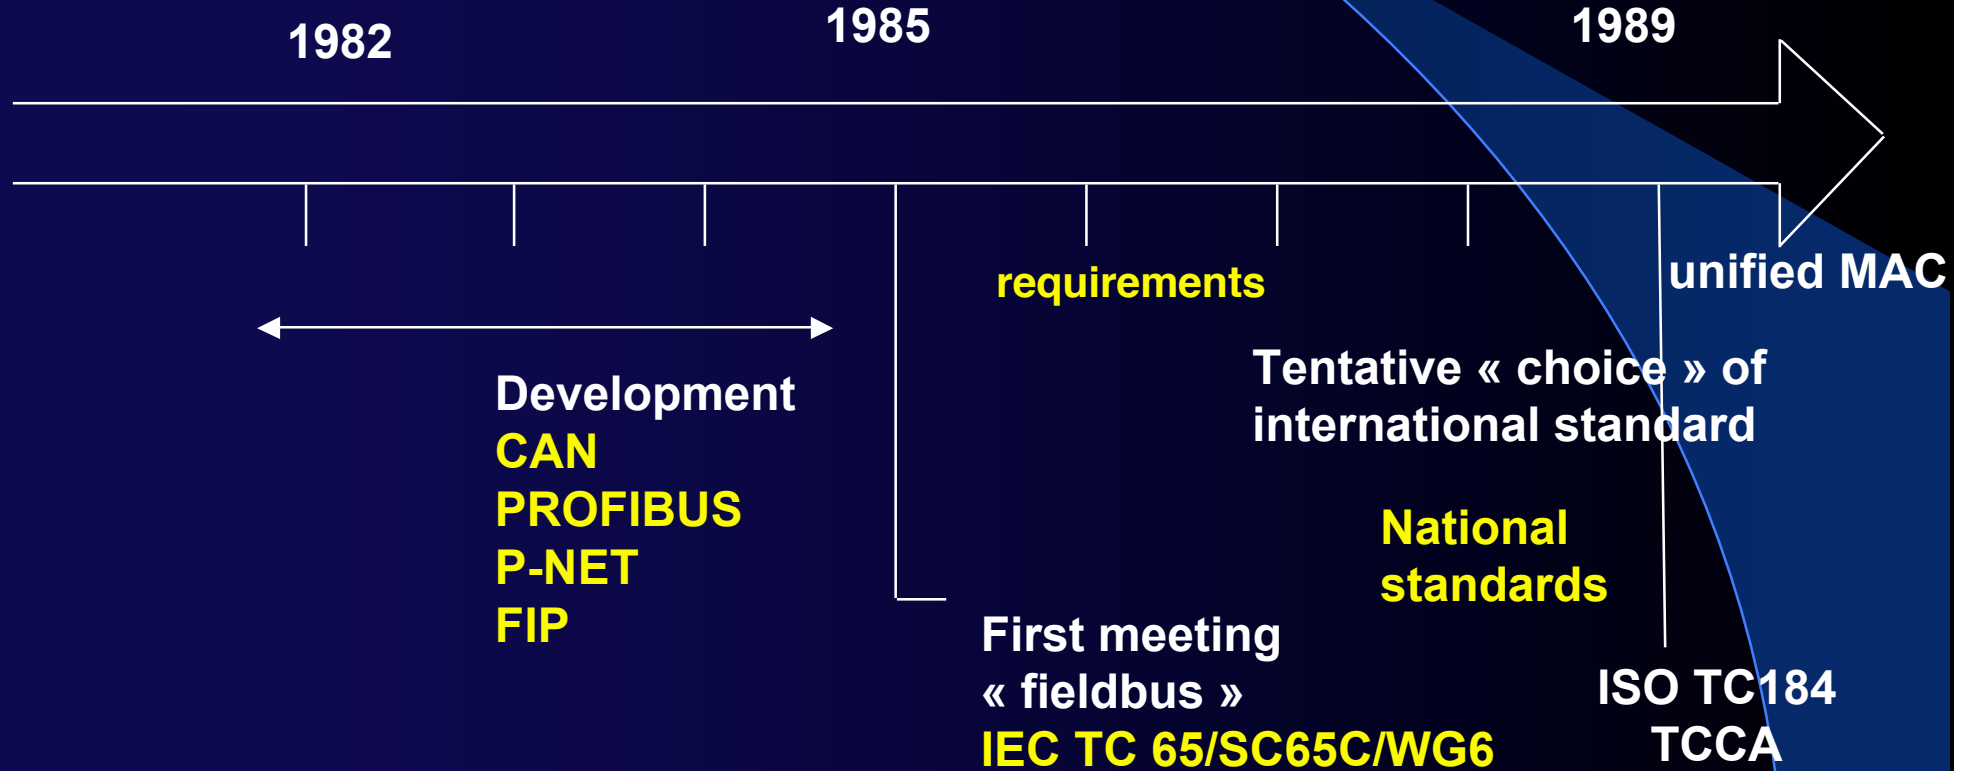 1982
1985
1989
requirements
unified MAC
Development
CAN
PROFIBUS
P-NET
FIP
Tentative « choice » of
international standard
National
standards
First meeting
« fieldbus »
IEC TC 65/SC65C/WG6
ISO TC184
TCCA